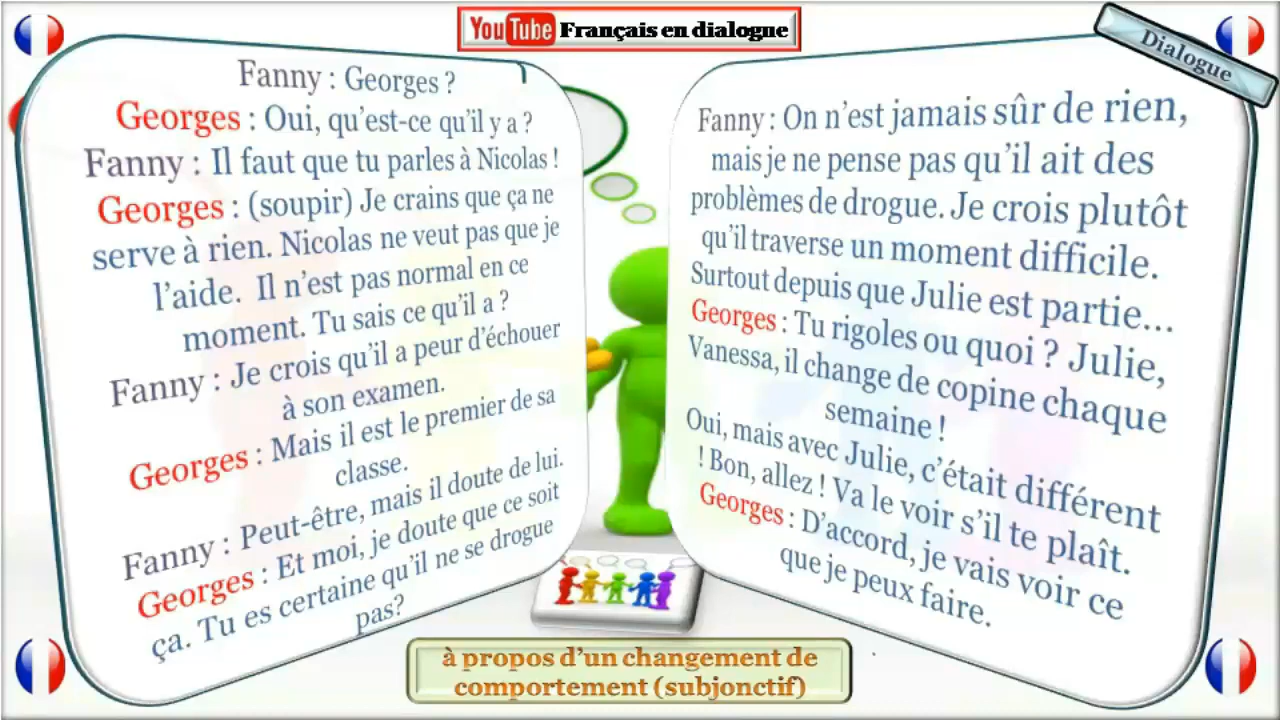 YouTube Français en dialogue
Dialogue
Fanny : Georges ?
Georges : Oui, qu'est-ce qu'il y a ?
Fanny : Il faut que tu parles à Nicolas !
Georges : (soupir) Je crains que ça ne
serve à rien. Nicolas ne veut pas que je
l'aide. Il n'est pas normal en ce
moment. Tu sais ce qu'il a ?
Fanny : Je crois qu'il a peur d'échouer
à son examen.
Georges : Mais il est le premier de sa
classe.
Fanny : Peut-être, mais il doute de lui.
Georges : Et moi, je doute que ce soit
ça. Tu es certaine qu'il ne se drogue
pas?
Fanny : On n'est jamais sûr de rien,
mais je ne pense pas qu'il ait des
problèmes de drogue. Je crois plutôt
qu'il traverse un moment difficile.
Surtout depuis que Julie est partie...
Georges : Tu rigoles ou quoi ? Julie,
Vanessa, il change de copine chaque
semaine !
Oui, mais avec Julie, c'était différent
! Bon, allez ! Va le voir s'il te plaît.
Georges : D'accord, je vais voir ce
que je peux faire.
à propos d'un changement de
comportement (subjonctif)